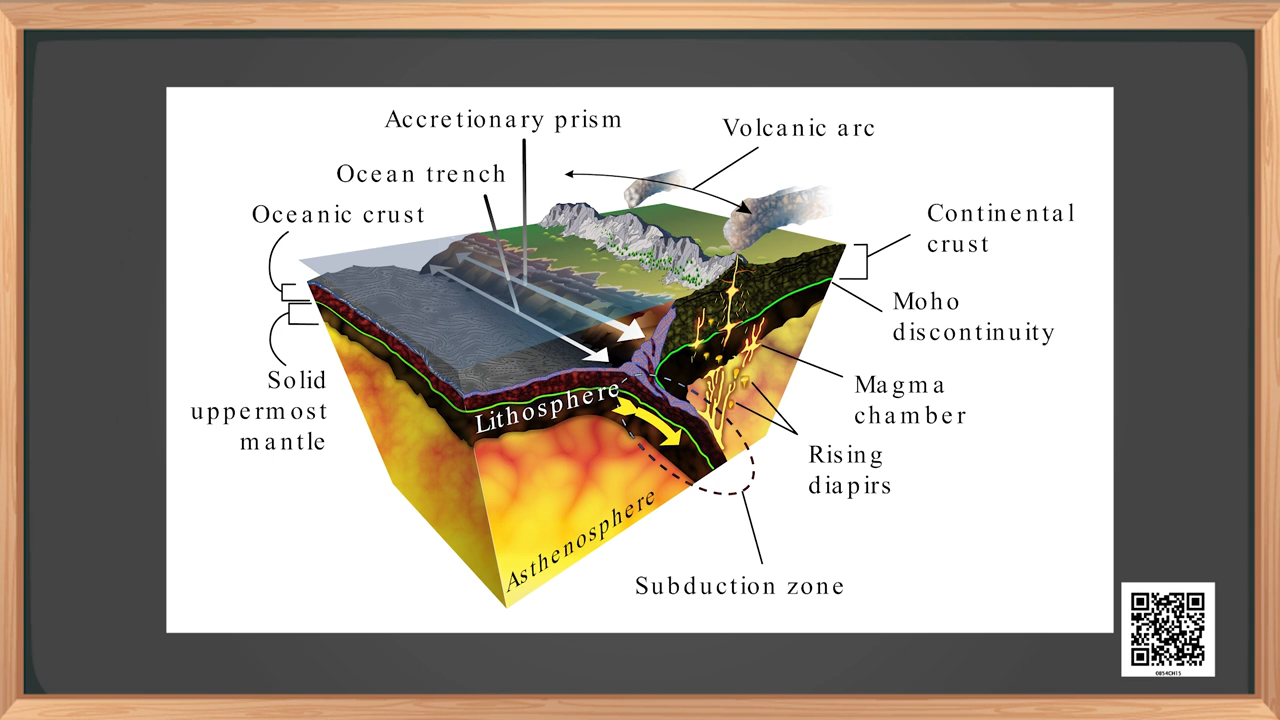 Accretionary prism
Volcanic arc
Ocean trench
Oceanic crust
Continental
crust
Moho
discontinuity
Solid
uppermost
mantle
Lithosphere
Magma
chamber
Rising
diapirs
Asthenosphere
Subduction zone
0854CH15